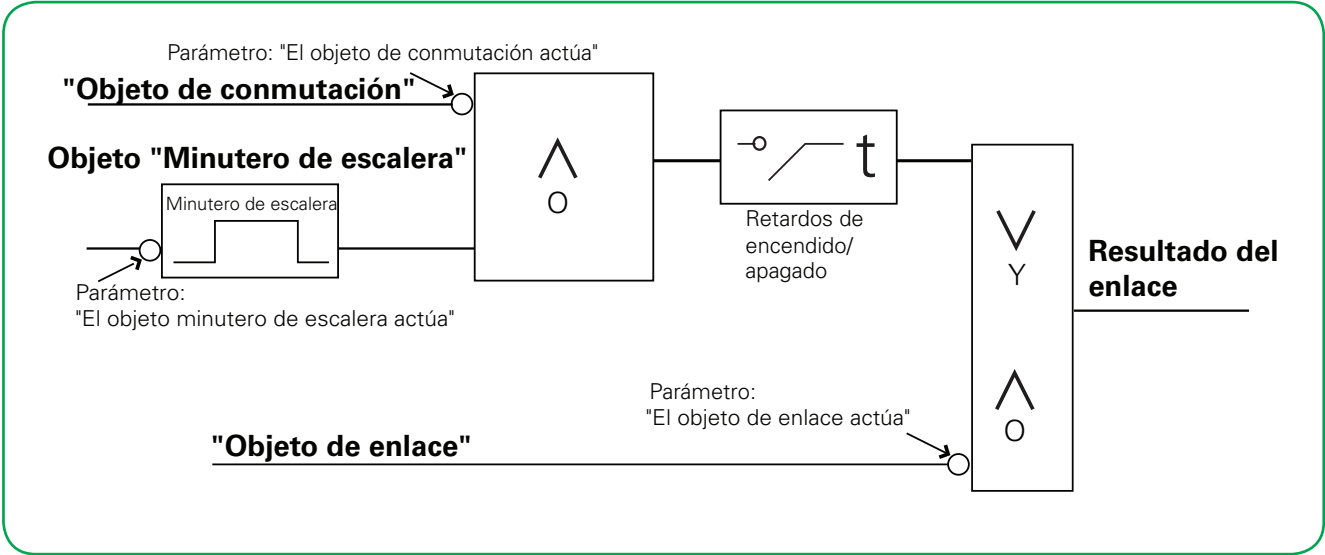 Parámetro: "El objeto de conmutación actúa"
"Objeto de conmutación"
Objeto "Minutero de escalera"
Minutero de escalera
Parámetro:
"El objeto minutero de escalera actúa"
O
t
Retardos de
encendido/
apagado
Y
O
Resultado del
enlace
Parámetro:
"El objeto de enlace actúa"
"Objeto de enlace"